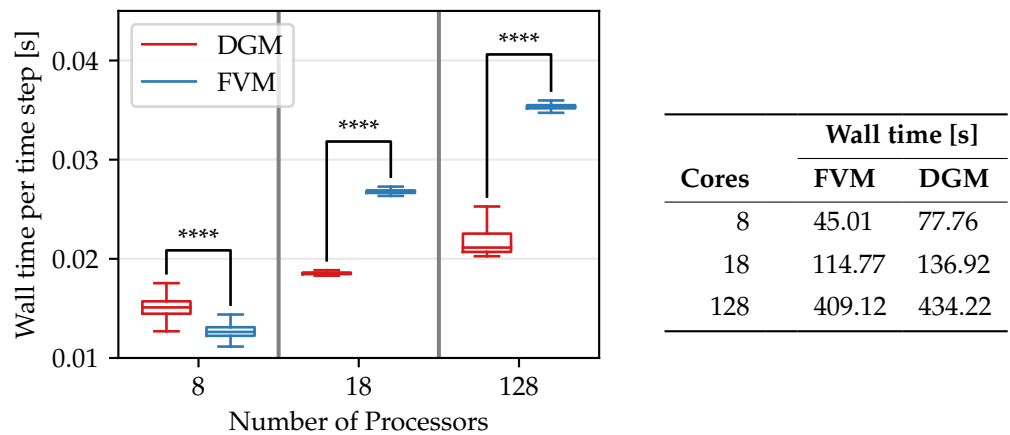 Wall time per time step [s]
0.04
0.03
0.02
0.01
DGM
FVM
****
****
****
8
18
128
Number of Processors
Wall time [s]
Cores FVM DGM
8 45.01 77.76
18 114.77 136.92
128 409.12 434.22